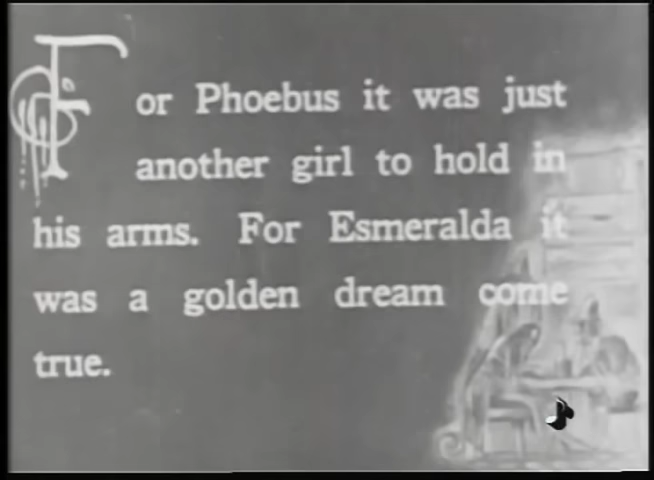 For Phoebus it was just
another girl to hold in
his arms. For Esmeralda it
was a golden dream come
true.